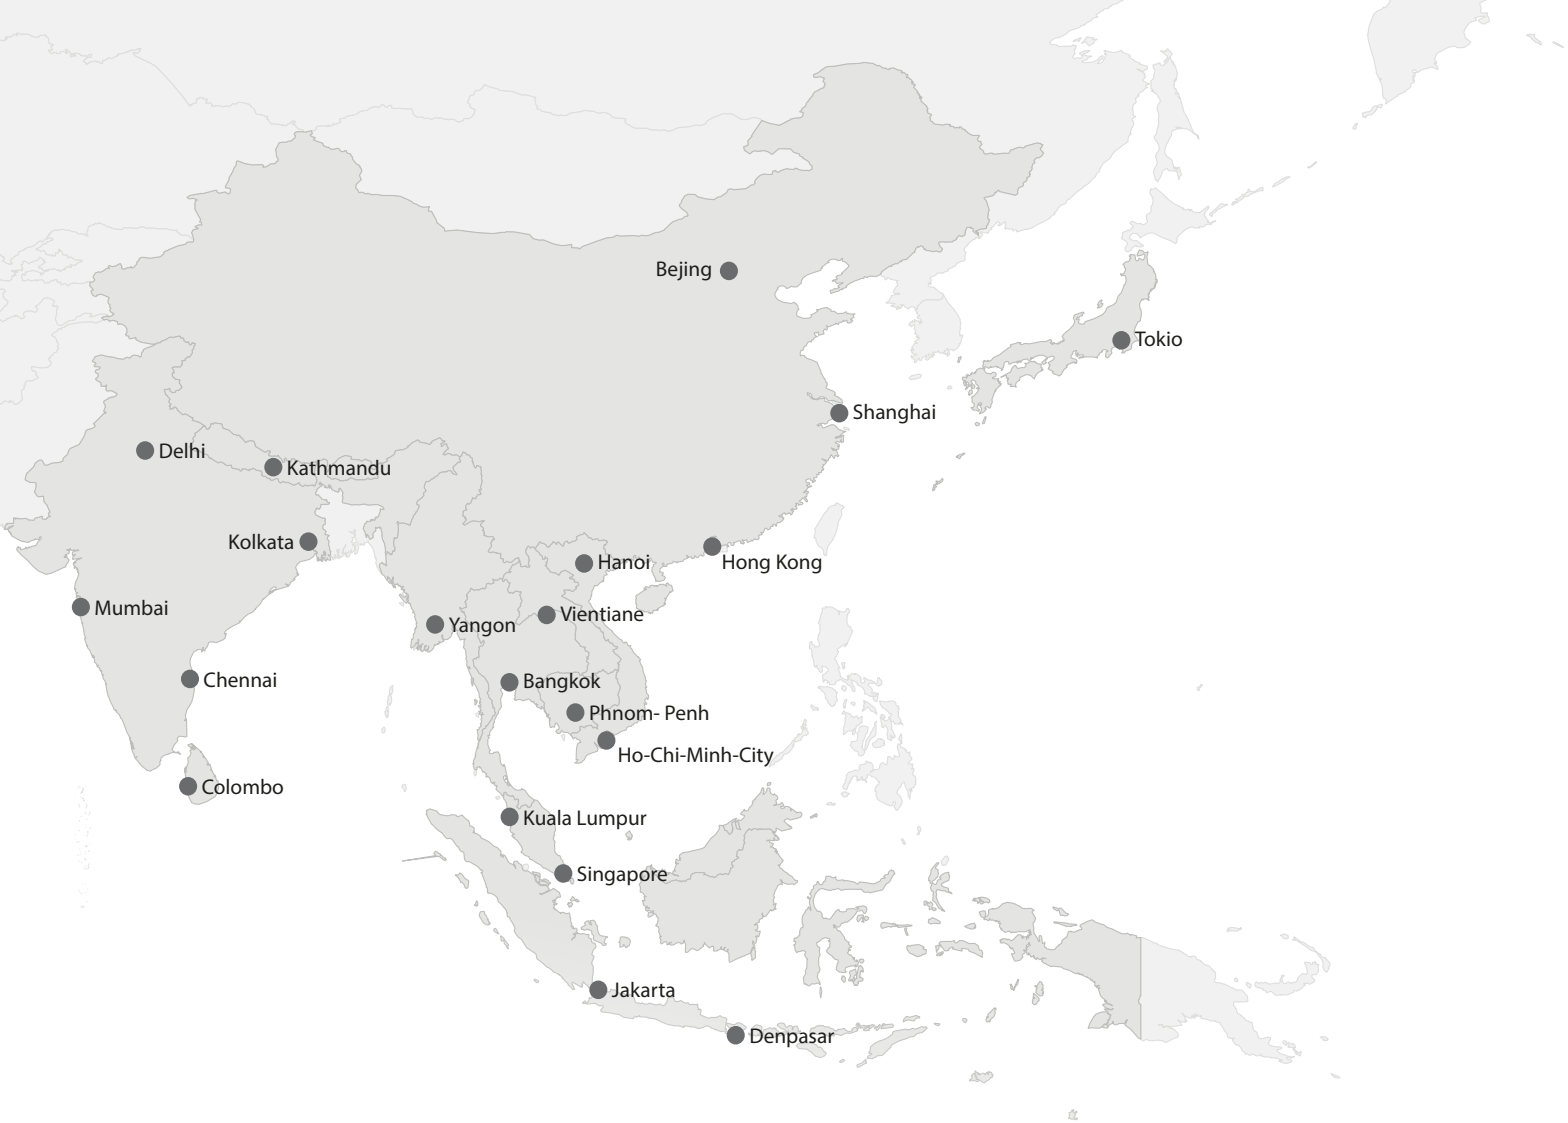 Bejing
Tokio
Shanghai
Delhi
Kathmandu
Kolkata
Hanoi
Hong Kong
Mumbai
Vientiane
Yangon
Chennai
Bangkok
Phnom- Penh
Ho-Chi-Minh-City
Colombo
Kuala Lumpur
Singapore
Jakarta
Denpasar